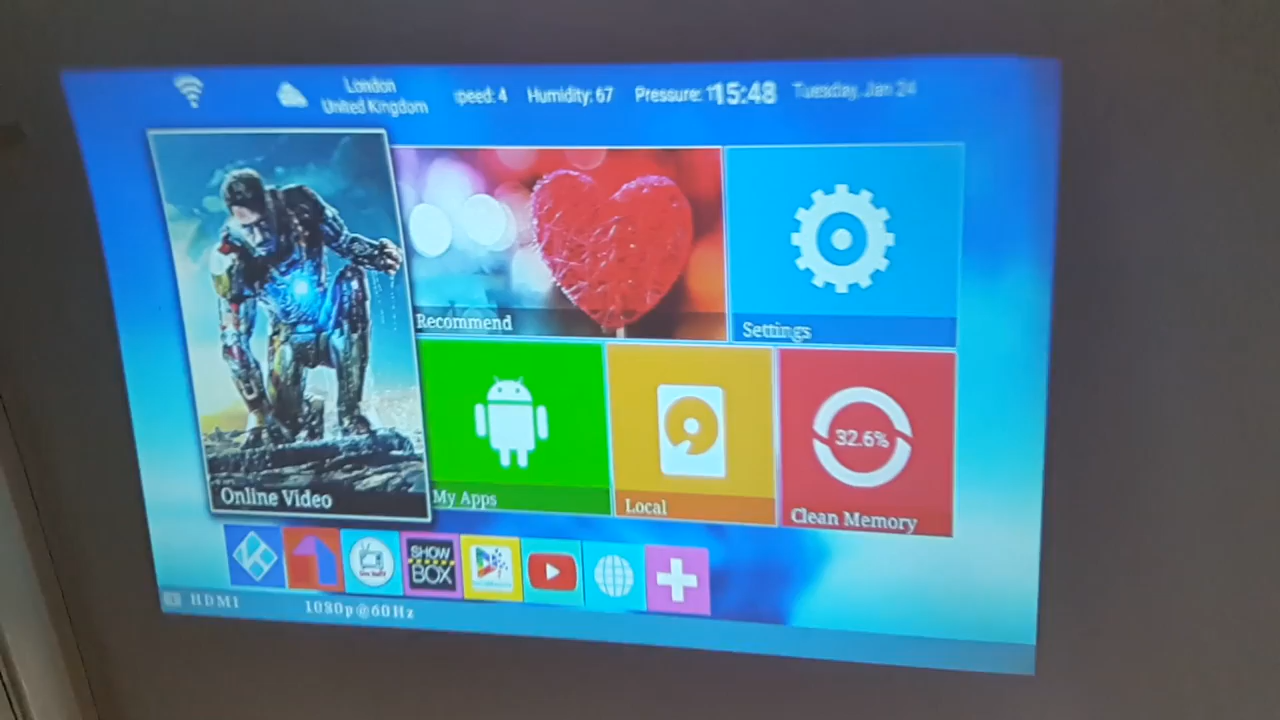 London
United Kingdom
peed: 4 Humidity: 67 Pressure: 1
15:48 Tuesday, Jan 24
Recommend
Settings
32.6%
Online Video
My Apps
Local
Clean Memory
SHOW
BOX
HDMI 1080p@60Hz